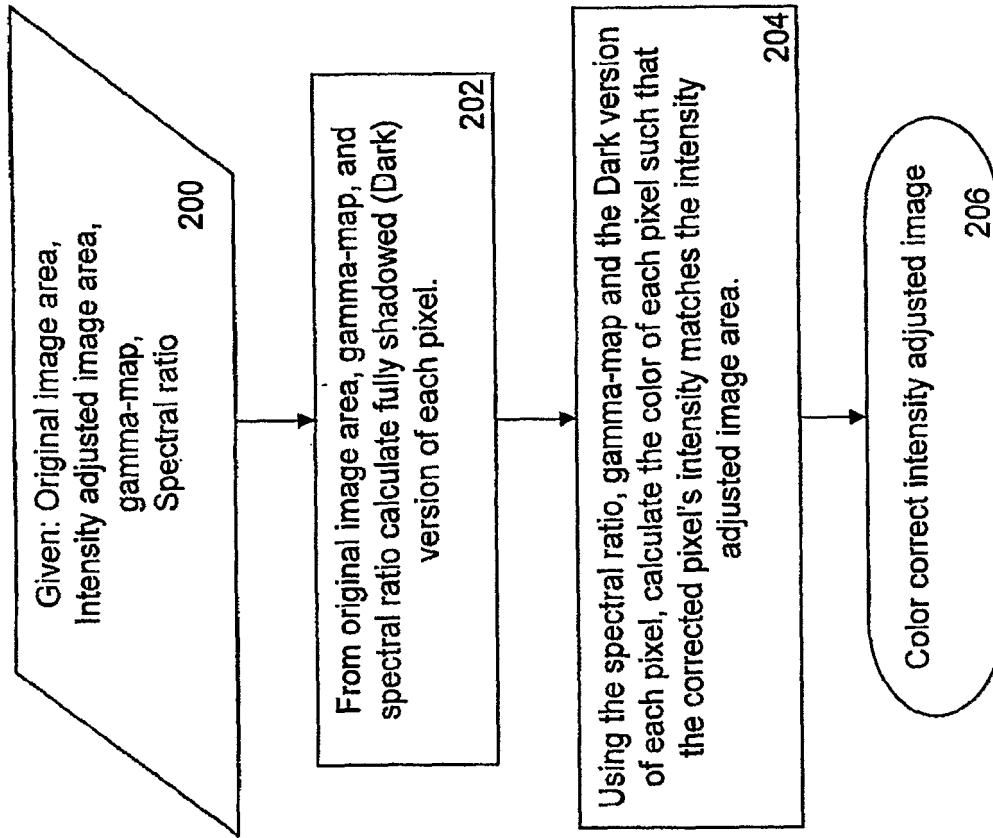 Given: Original image area,
Intensity adjusted image area,
gamma-map,
Spectral ratio
200
From original image area, gamma-map, and
spectral ratio calculate fully shadowed (Dark)
version of each pixel.
202
Using the spectral ratio, gamma-map and the Dark version
of each pixel, calculate the color of each pixel such that
the corrected pixel's intensity matches the intensity
adjusted image area.
204
Color correct intensity adjusted image
206